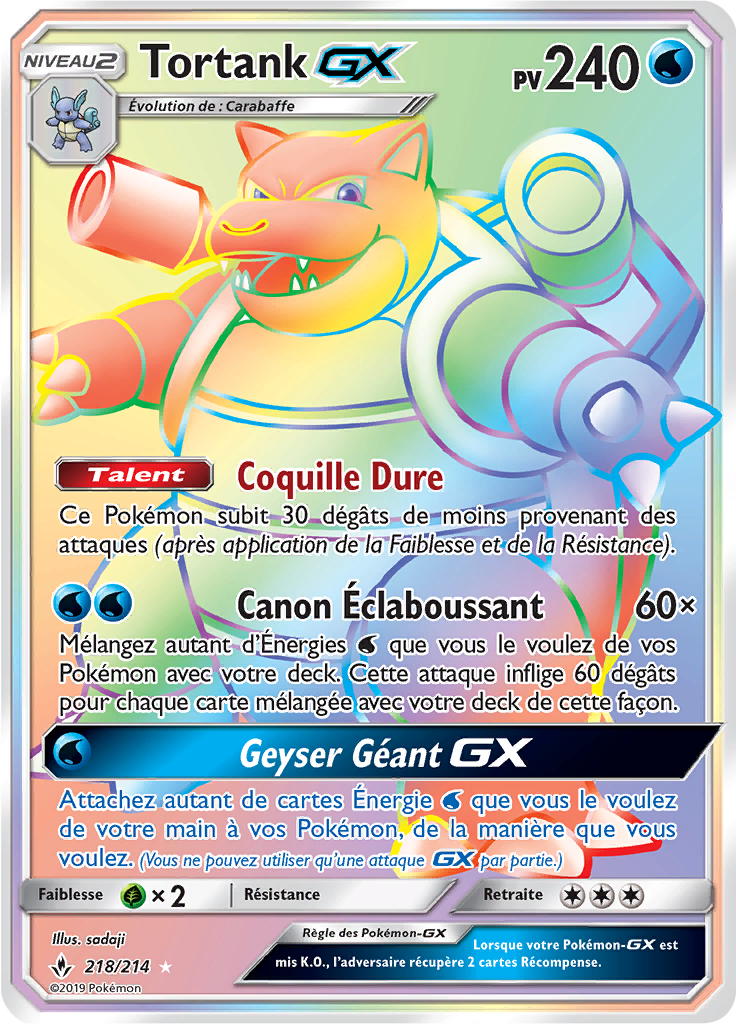 NIVEAU 2 Tortank GX PV 240
Évolution de : Carabaffe
Talent Coquille Dure
Ce Pokémon subit 30 dégâts de moins provenant des
attaques (après application de la Faiblesse et de la Résistance).
Canon Éclaboussant 60×
Mélangez autant d'Énergies que vous le voulez de vos
Pokémon avec votre deck. Cette attaque inflige 60 dégâts
pour chaque carte mélangée avec votre deck de cette façon.
Geyser Géant GX
Attachez autant de cartes Énergie que vous le voulez
de votre main à vos Pokémon, de la manière que vous
voulez. (Vous ne pouvez utiliser qu'une attaque GX par partie.)
Faiblesse × 2 Résistance Retraite
Illus. sadaji
Règle des Pokémon-GX
Lorsque votre Pokémon-GX est
mis K.O., l'adversaire récupère 2 cartes Récompense.
218/214
©2019 Pokémon